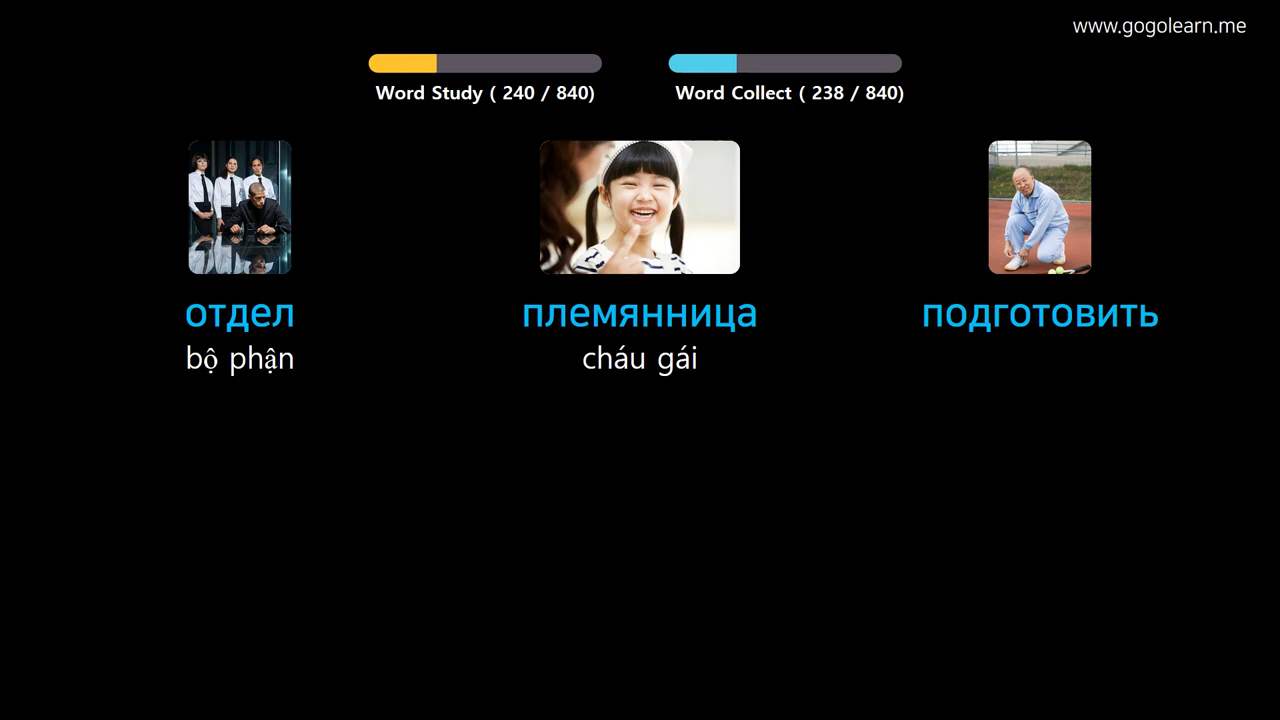 www.gogolearn.me
Word Study ( 240 / 840)
Word Collect ( 238 / 840)
отдел
племянница
подготовить
bộ phận
cháu gái